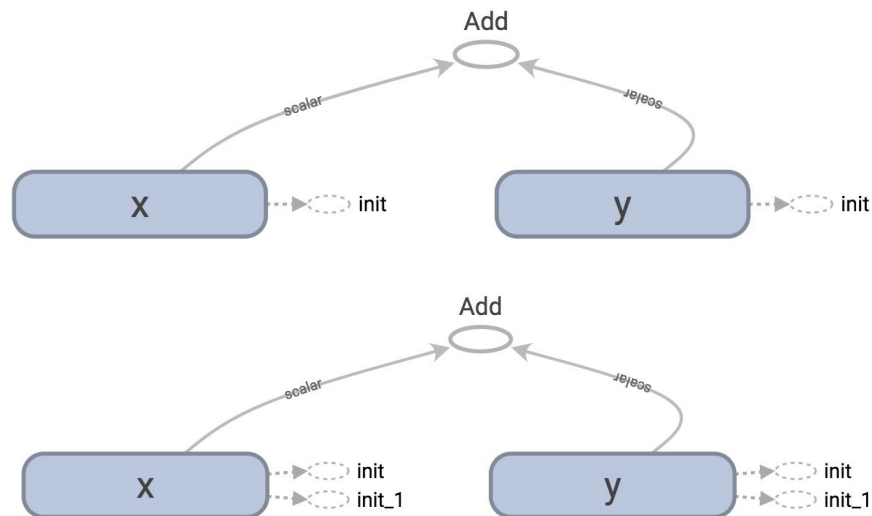 Add
scalar
scalar
x
init
y
init
Add
scalar
scalar
x
init
init_1
y
init
init_1